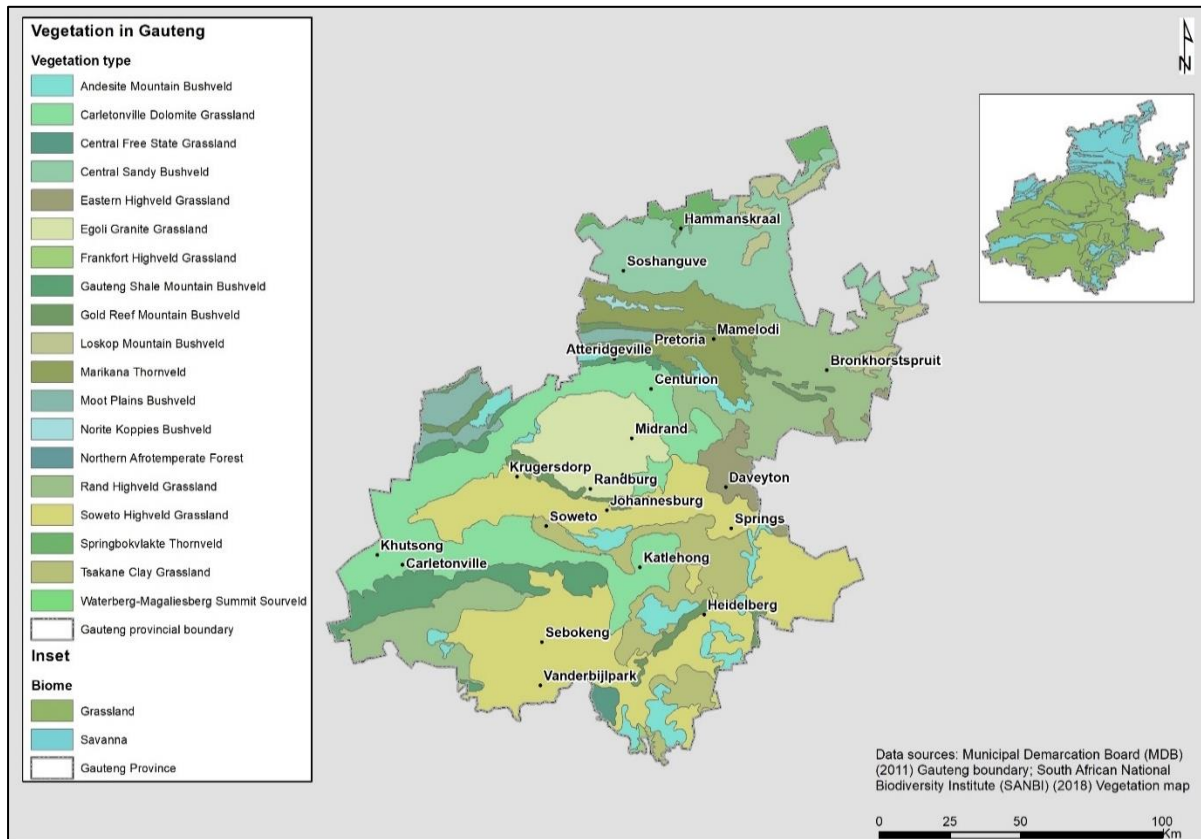 Vegetation in Gauteng
Vegetation type
Andesite Mountain Bushveld
Carletonville Dolomite Grassland
Central Free State Grassland
Central Sandy Bushveld
Eastern Highveld Grassland
Egoli Granite Grassland
Frankfort Highveld Grassland
Gauteng Shale Mountain Bushveld
Gold Reef Mountain Bushveld
Loskop Mountain Bushveld
Marikana Thornveld
Moot Plains Bushveld
Norite Koppies Bushveld
Northern Afrotemperate Forest
Rand Highveld Grassland
Soweto Highveld Grassland
Springbokvlakte Thornveld
Tsakane Clay Grassland
Waterberg-Magaliesberg Summit Sourveld
Gauteng provincial boundary
Inset
Biome
Grassland
Savanna
Gauteng Province
N
Hammanskraal
Soshanguve
Mamelodi
Pretoria
Atteridgeville
Bronkhorstspruit
Centurion
Midrand
Krugersdorp
Randburg
Daveyton
Johannesburg
Soweto
Springs
Khutsong
Carletonville
Katlehong
Heidelberg
Sebokeng
Vanderbijlpark
Data sources: Municipal Demarcation Board (MDB)
(2011) Gauteng boundary; South African National
Biodiversity Institute (SANBI) (2018) Vegetation map
0 25 50 100
Km